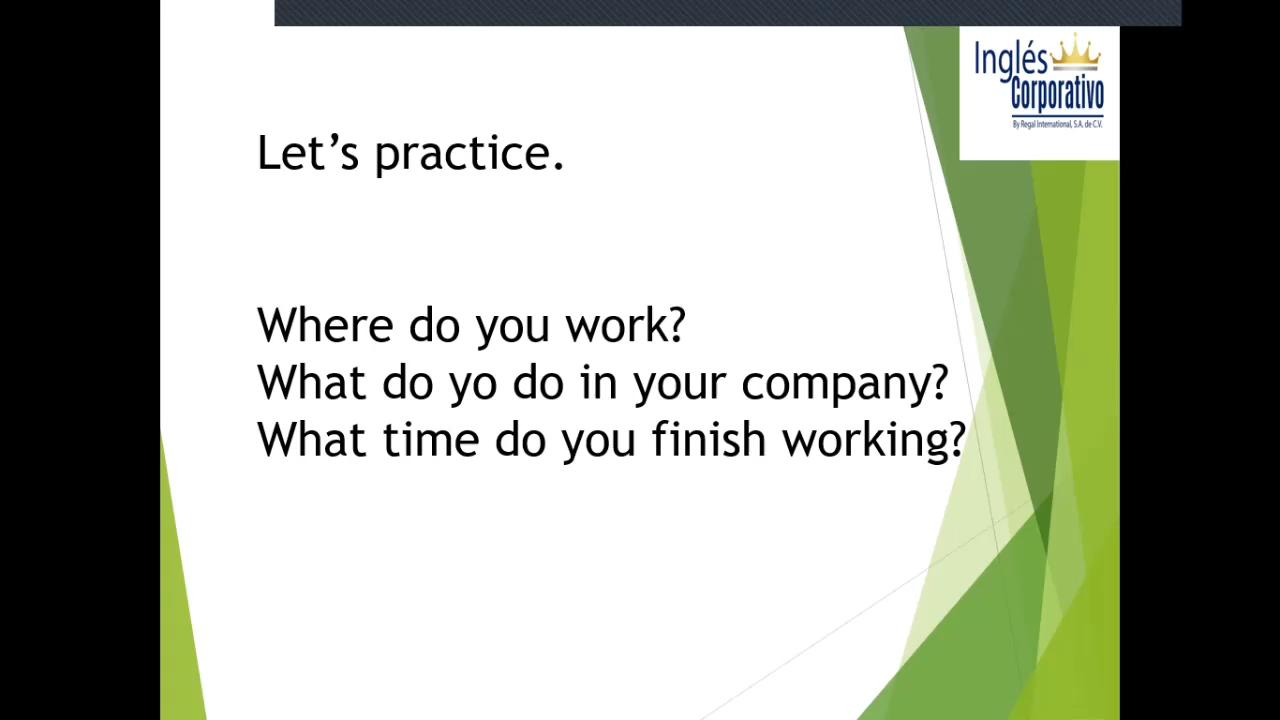 Inglés
Corporativo
By Regal International, S.A. de C.V.
Let’s practice.
Where do you work?
What do yo do in your company?
What time do you finish working?